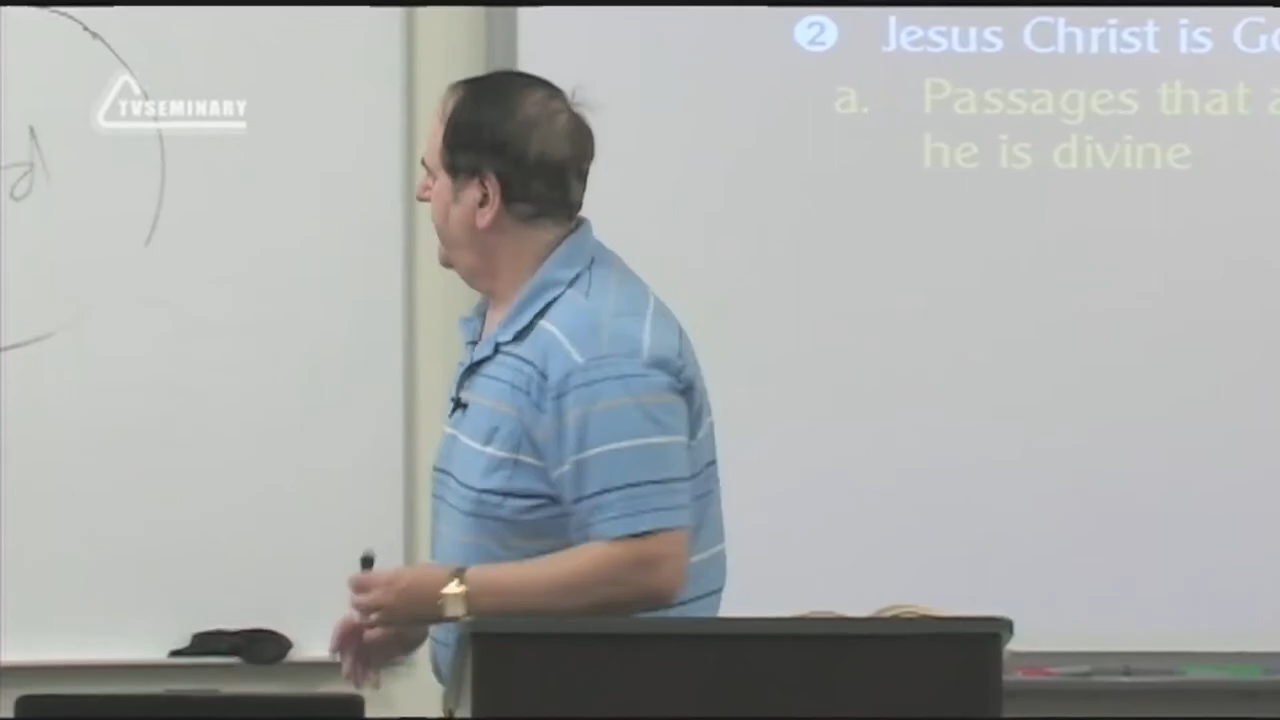 TVSEMINARY
2 Jesus Christ is
a. Passages that
he is divine